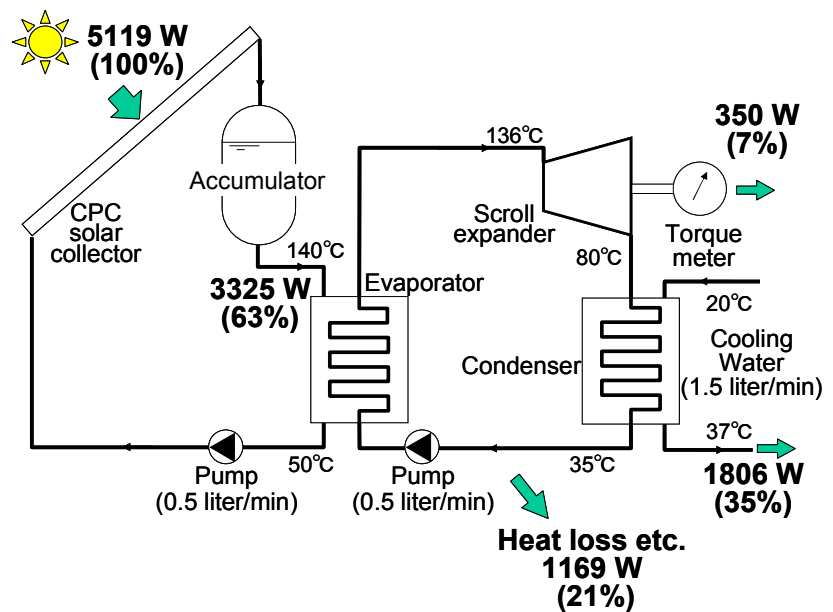 5119 W
(100%)
350 W
(7%)
136℃
Accumulator
CPC
solar
collector
Scroll
expander
Torque
meter
80℃
140℃
3325 W
(63%)
Evaporator
20℃
Condenser
Cooling
Water
(1.5 liter/min)
37℃
1806 W
(35%)
50℃
35℃
Pump
(0.5 liter/min)
Pump
(0.5 liter/min)
Heat loss etc.
1169 W
(21%)